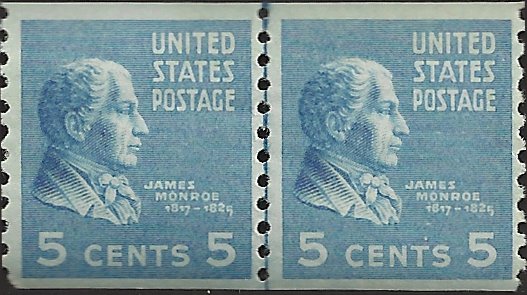 UNITED
STATES
POSTAGE
JAMES
MONROE
1817-1825
5 CENTS 5
UNITED
STATES
POSTAGE
JAMES
MONROE
1817-1825
5 CENTS 5